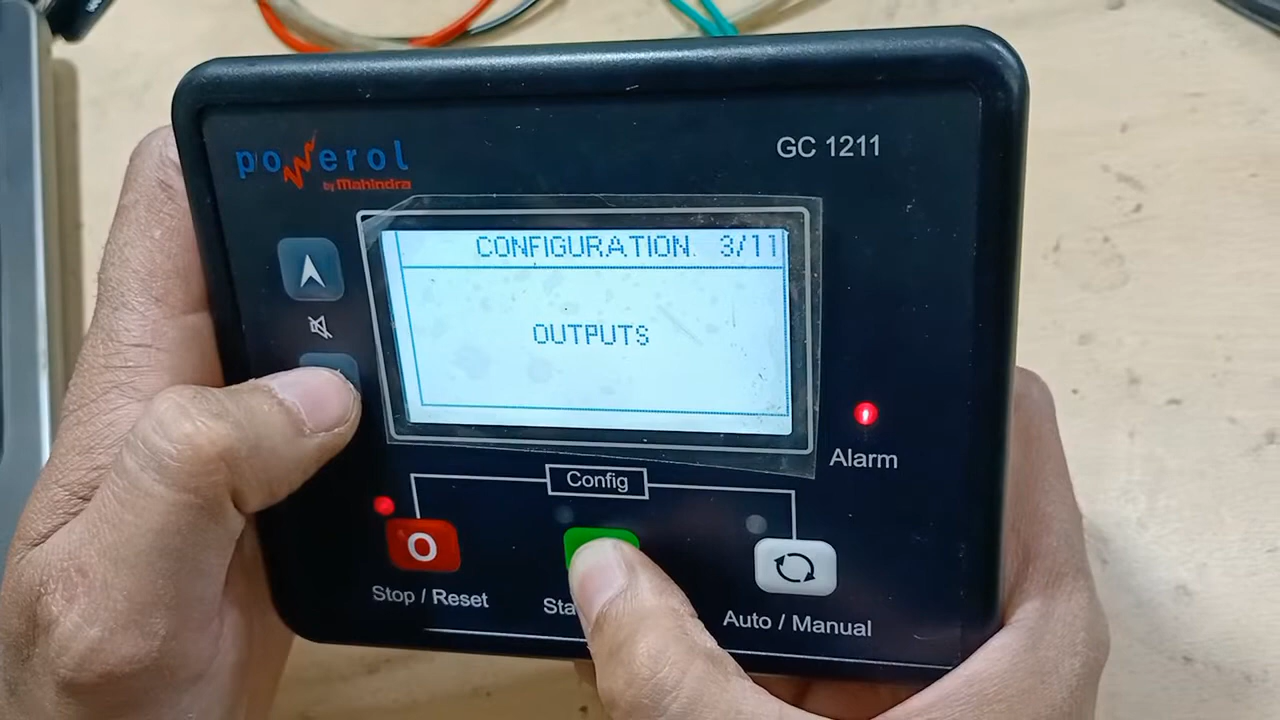 powerol
by Mahindra
GC 1211
CONFIGURATION. 3/11
OUTPUTS
Alarm
Config
O
Stop / Reset
Auto / Manual